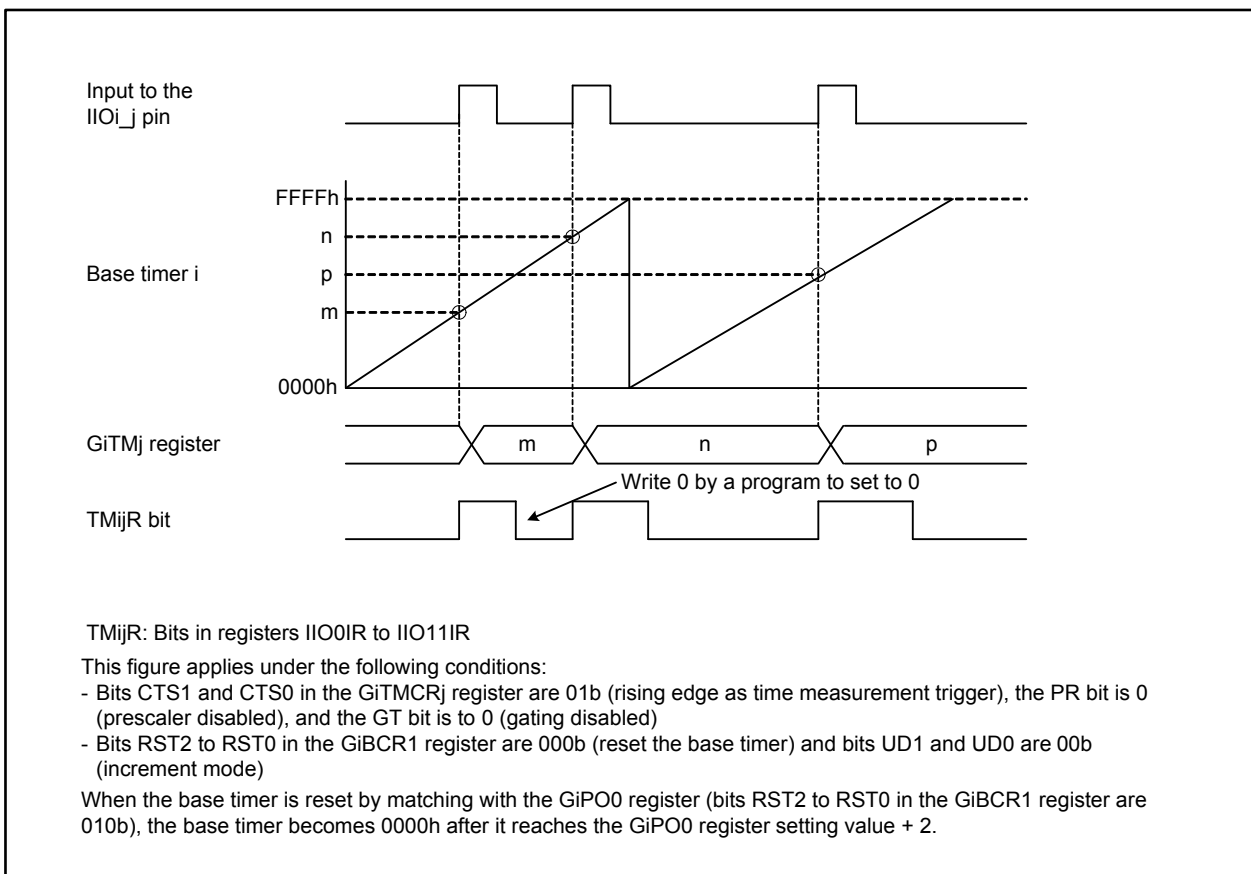 Input to the
IIOi_j pin
FFFFh
n
Base timer i
p
m
0000h
GiTMj register
m
n
p
Write 0 by a program to set to 0
TMijR bit
TMijR: Bits in registers IIO0IR to IIO11IR
This figure applies under the following conditions:
- Bits CTS1 and CTS0 in the GiTMCRj register are 01b (rising edge as time measurement trigger), the PR bit is 0
(prescaler disabled), and the GT bit is to 0 (gating disabled)
- Bits RST2 to RST0 in the GiBCR1 register are 000b (reset the base timer) and bits UD1 and UD0 are 00b
(increment mode)
When the base timer is reset by matching with the GiPO0 register (bits RST2 to RST0 in the GiBCR1 register are
010b), the base timer becomes 0000h after it reaches the GiPO0 register setting value + 2.